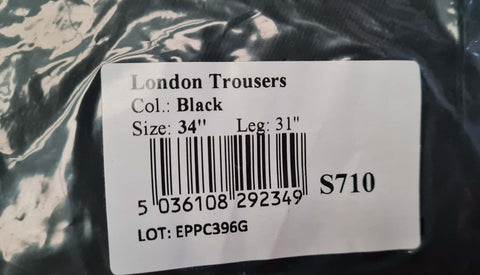 London Trousers
Col.: Black
Size: 34" Leg: 31"
S710
5 036108 292349
LOT: EPPC396G